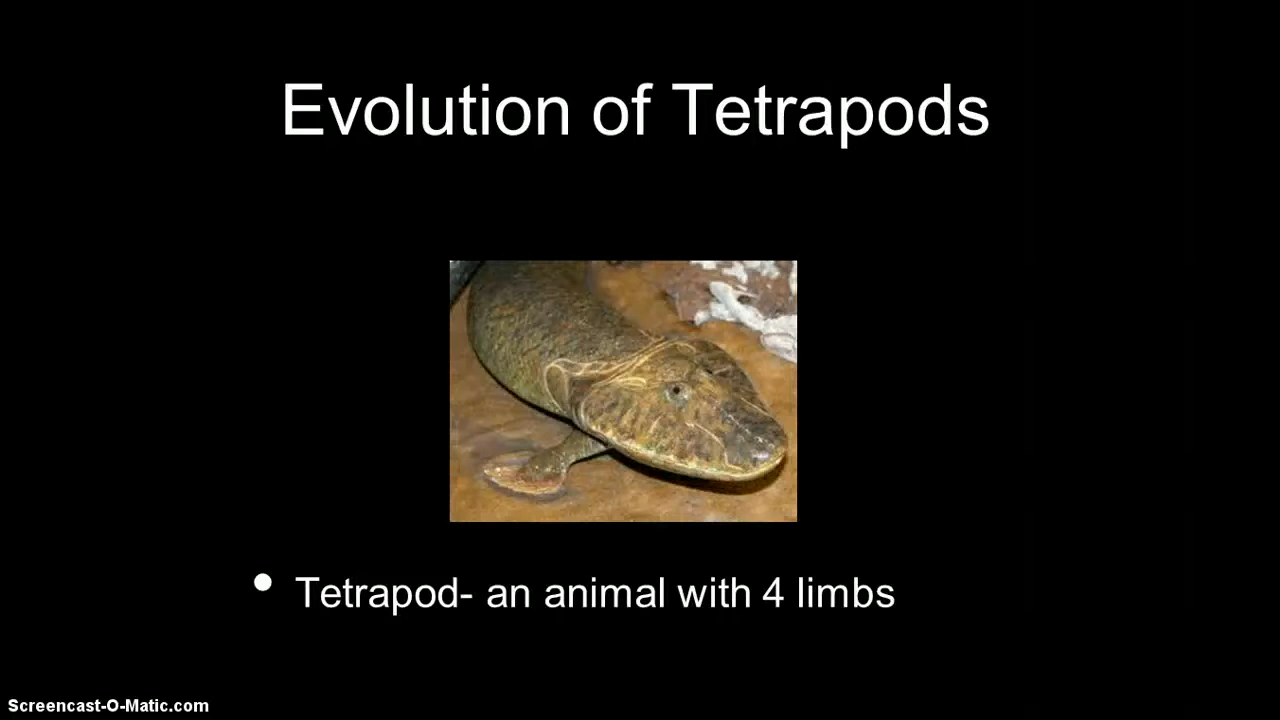 Evolution of Tetrapods
• Tetrapod- an animal with 4 limbs
Screencast-O-Matic.com